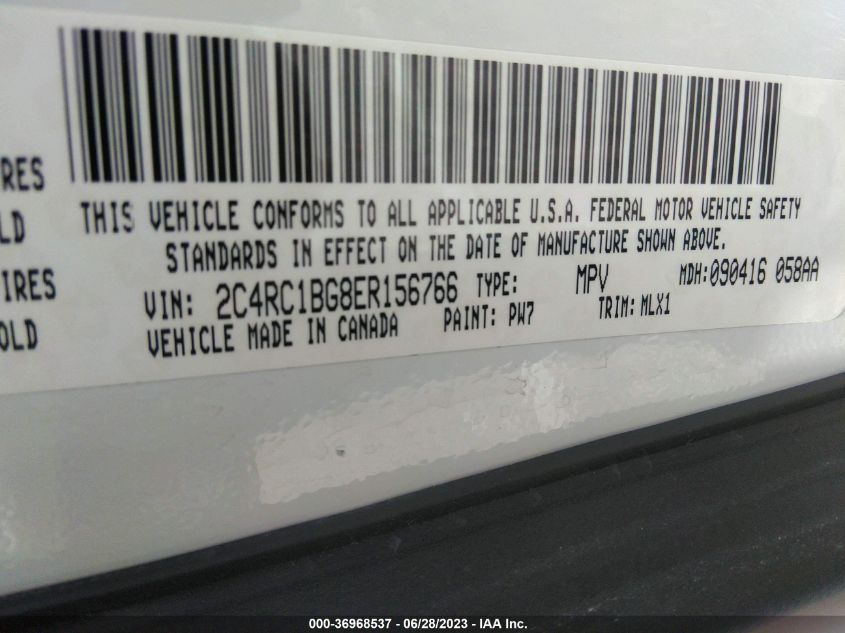 THIS VEHICLE CONFORMS TO ALL APPLICABLE U.S.A. FEDERAL MOTOR VEHICLE SAFETY
STANDARDS IN EFFECT ON THE DATE OF MANUFACTURE SHOWN ABOVE.
VIN: 2C4RC1BG8ER156766 TYPE: MPV MDH:090416 058AA
VEHICLE MADE IN CANADA PAINT: PW7 TRIM: MLX1
RES
LD
IRES
OLD
000-36968537 - 06/28/2023 - IAA Inc.